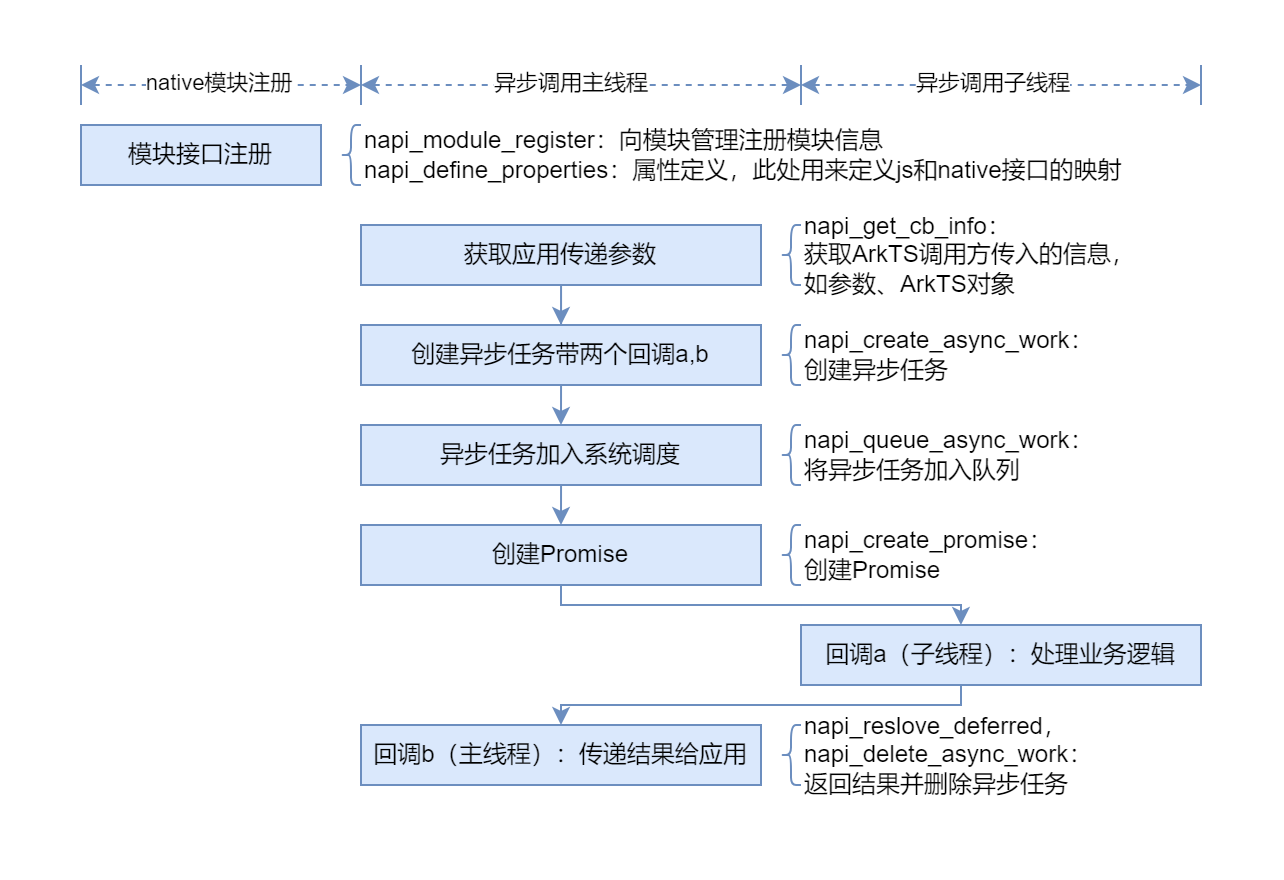 native模块注册
异步调用主线程
异步调用子线程
模块接口注册
napi_module_register：向模块管理注册模块信息
napi_define_properties：属性定义，此处用来定义js和native接口的映射
获取应用传递参数
napi_get_cb_info：
获取ArkTS调用方传入的信息，
如参数、ArkTS对象
创建异步任务带两个回调a,b
napi_create_async_work：
创建异步任务
异步任务加入系统调度
napi_queue_async_work：
将异步任务加入队列
创建Promise
napi_create_promise：
创建Promise
回调a（子线程）：处理业务逻辑
回调b（主线程）：传递结果给应用
napi_reslove_deferred，
napi_delete_async_work：
返回结果并删除异步任务